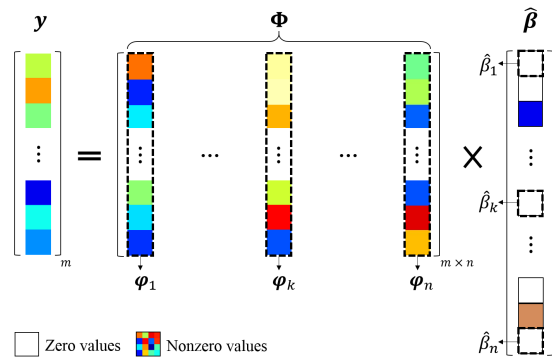 y Φ β̂
= ⋯ ⋯ ×
β̂₁
⋮ ⋮ ⋮ ⋮ ⋮
β̂ₖ
m m × n ⋮
φ₁ φₖ φₙ
β̂ₙ
Zero values Nonzero values